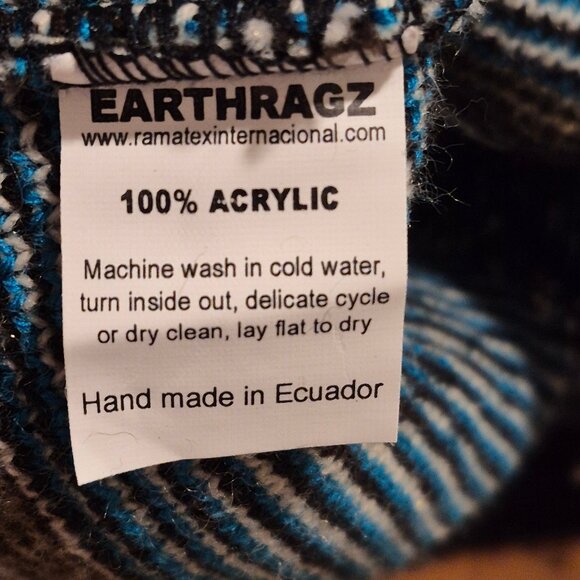 EARTHRAGZ
www.ramatexinternacional.com
100% ACRYLIC
Machine wash in cold water,
turn inside out, delicate cycle
or dry clean, lay flat to dry
Hand made in Ecuador